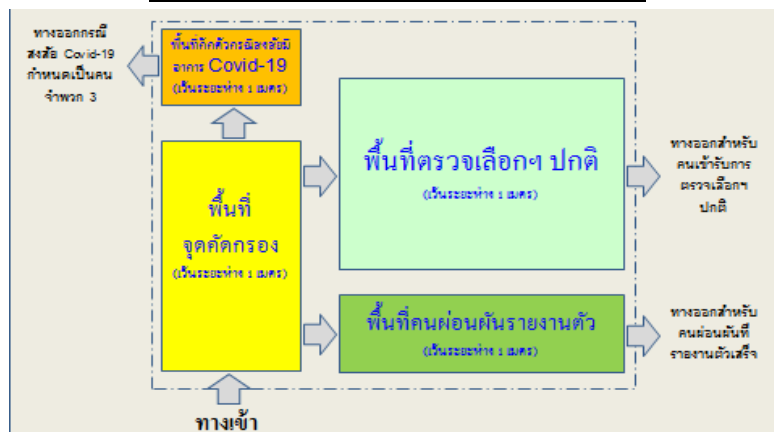 ทางออกกรณี
สงสัย Covid-19
กำหนดเป็นคน
จำพวก 3
พื้นที่กักตัวกรณีสงสัยมี
อาการ Covid-19
(เว้นระยะห่าง 1 เมตร)
พื้นที่
จุดคัดกรอง
(เว้นระยะห่าง 1 เมตร)
พื้นที่ตรวจเลือกฯ ปกติ
(เว้นระยะห่าง 1 เมตร)
ทางออกสำหรับ
คนเข้ารับการ
ตรวจเลือกฯ
ปกติ
พื้นที่คนผ่อนผันรายงานตัว
(เว้นระยะห่าง 1 เมตร)
ทางออกสำหรับ
คนผ่อนผันที่
รายงานตัวเสร็จ
ทางเข้า